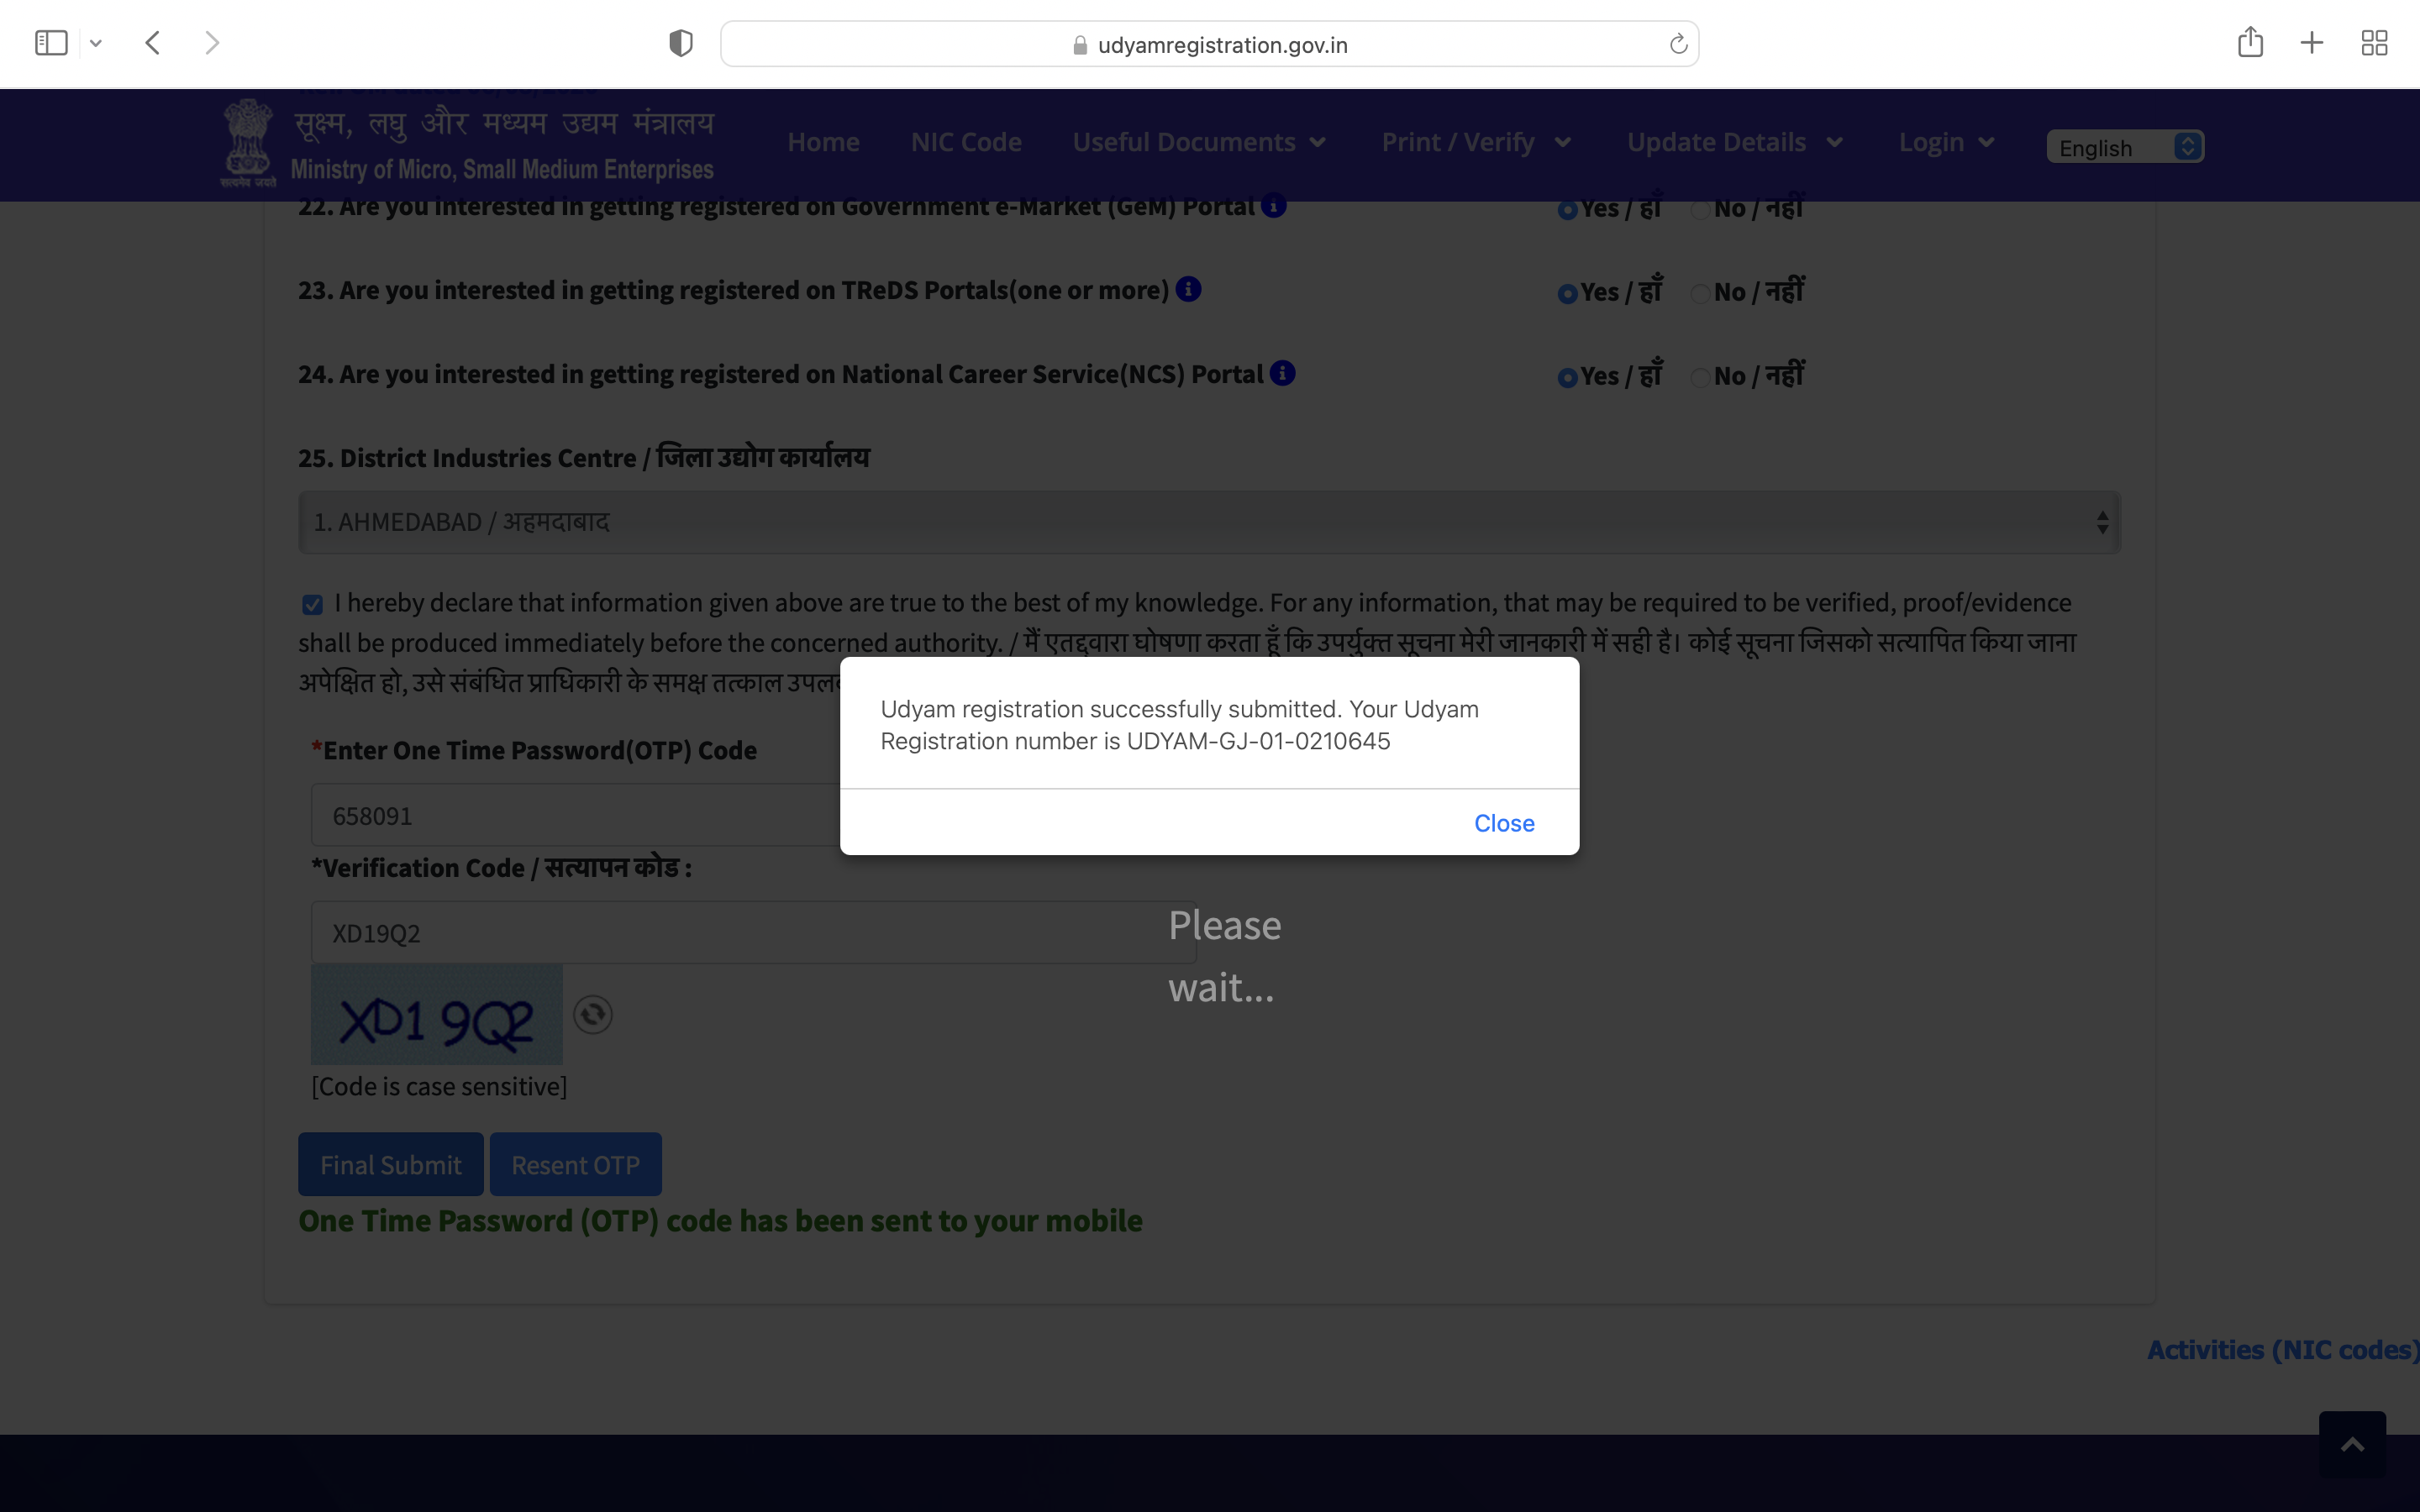 udyamregistration.gov.in
सूक्ष्म, लघु और मध्यम उद्यम मंत्रालय
Ministry of Micro, Small Medium Enterprises
सत्यमेव जयते
Home
NIC Code
Useful Documents
Print / Verify
Update Details
Login
English
22. Are you interested in getting registered on Government e-Market (GeM) Portal
Yes / हाँ No / नहीं
23. Are you interested in getting registered on TReDS Portals(one or more)
Yes / हाँ No / नहीं
24. Are you interested in getting registered on National Career Service(NCS) Portal
Yes / हाँ No / नहीं
25. District Industries Centre / जिला उद्योग कार्यालय
1. AHMEDABAD / अहमदाबाद
I hereby declare that information given above are true to the best of my knowledge. For any information, that may be required to be verified, proof/evidence
shall be produced immediately before the concerned authority. / मैं एतद्द्वारा घोषणा करता हूँ कि उपर्युक्त सूचना मेरी जानकारी में सही है। कोई सूचना जिसको सत्यापित किया जाना
अपेक्षित हो, उसे संबंधित प्राधिकारी के समक्ष तत्काल
Udyam registration successfully submitted. Your Udyam
Registration number is UDYAM-GJ-01-0210645
Close
*Enter One Time Password(OTP) Code
658091
*Verification Code / सत्यापन कोड :
XD19Q2
Please
wait...
XD19Q2
[Code is case sensitive]
Final Submit
Resent OTP
One Time Password (OTP) code has been sent to your mobile
Activities (NIC codes)